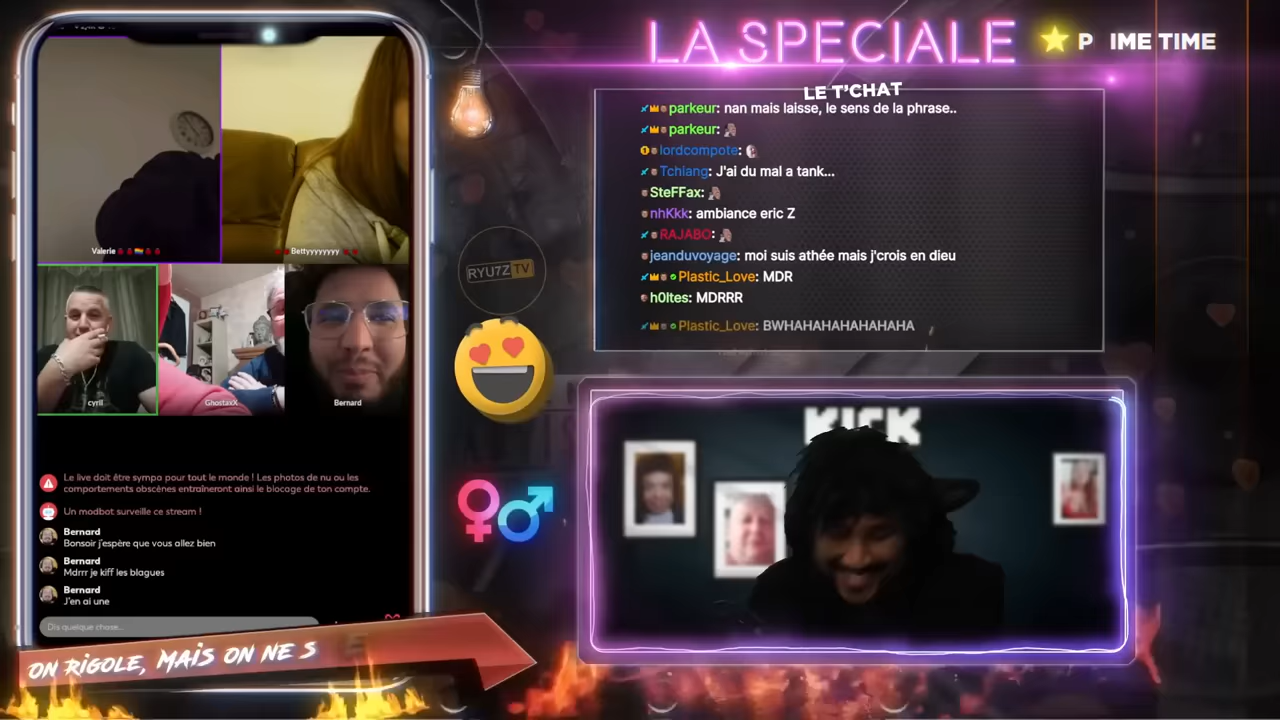 LA SPECIALE
P IME TIME
LE T'CHAT
parkeur: nan mais laisse, le sens de la phrase..
parkeur:
lordcompote:
Tchiang: J'ai du mal a tank...
SteFFax:
nhKkk: ambiance eric Z
RAJABO:
jeanduvoyage: moi suis athée mais j'crois en dieu
Plastic_Love: MDR
h0ltes: MDRRR
Plastic_Love: BWHAHAHAHAHAHAHA
Valerie
Bettyyyyyyyy
cyril
GhostaxX
Bernard
RYU7Z TV
KICK
Le live doit être sympa pour tout le monde ! Les photos de nu ou les
comportements obscènes entraîneront ainsi le blocage de ton compte.
Un modbot surveille ce stream !
Bernard
Bonsoir j'espère que vous allez bien
Bernard
Mdrrr je kiff les blagues
Bernard
J'en ai une
Dis quelque chose...
ON RIGOLE, MAIS ON NE S